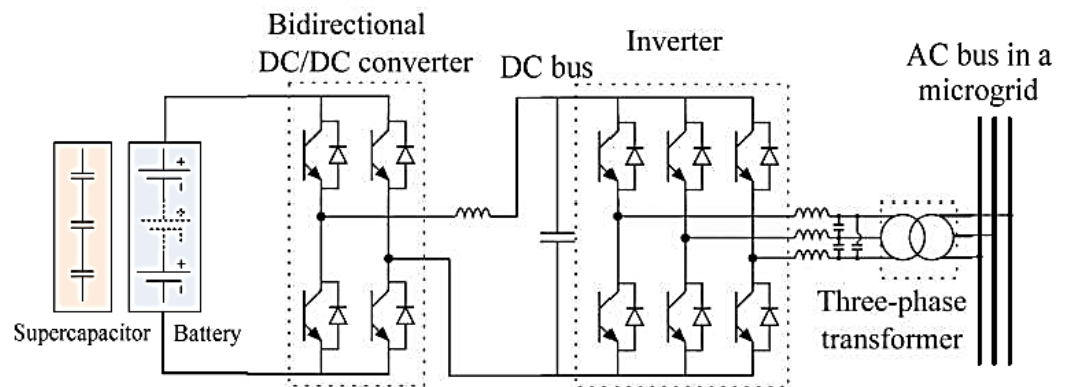 Bidirectional
DC/DC converter
DC bus
Inverter
AC bus in a
microgrid
Supercapacitor
Battery
Three-phase
transformer